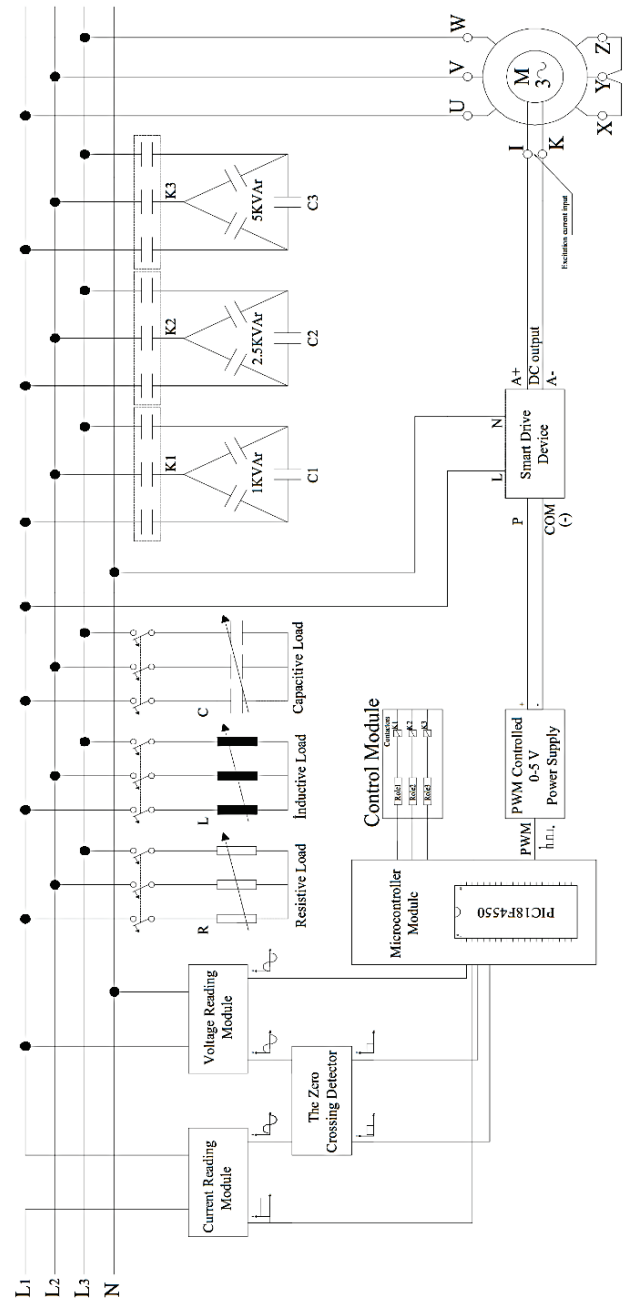 L1
L2
L3
N
Current Reading
Module
Voltage Reading
Module
The Zero
Crossing Detector
R
Resistive Load
L
Inductive Load
C
Capacitive Load
K1
1KVAr
C1
K2
2.5KVAr
C2
K3
5KVAr
C3
Microcontroller
Module
PIC18F4550
Control Module
Contactors
Role1
K1
Role2
K2
Role3
K3
PWM
PWM Controlled
0-5 V
Power Supply
+
-
P
COM
(-)
L
N
Smart Drive
Device
A+
DC output
A-
Excitation current input
I
K
U
V
W
M
3~
X
Y
Z